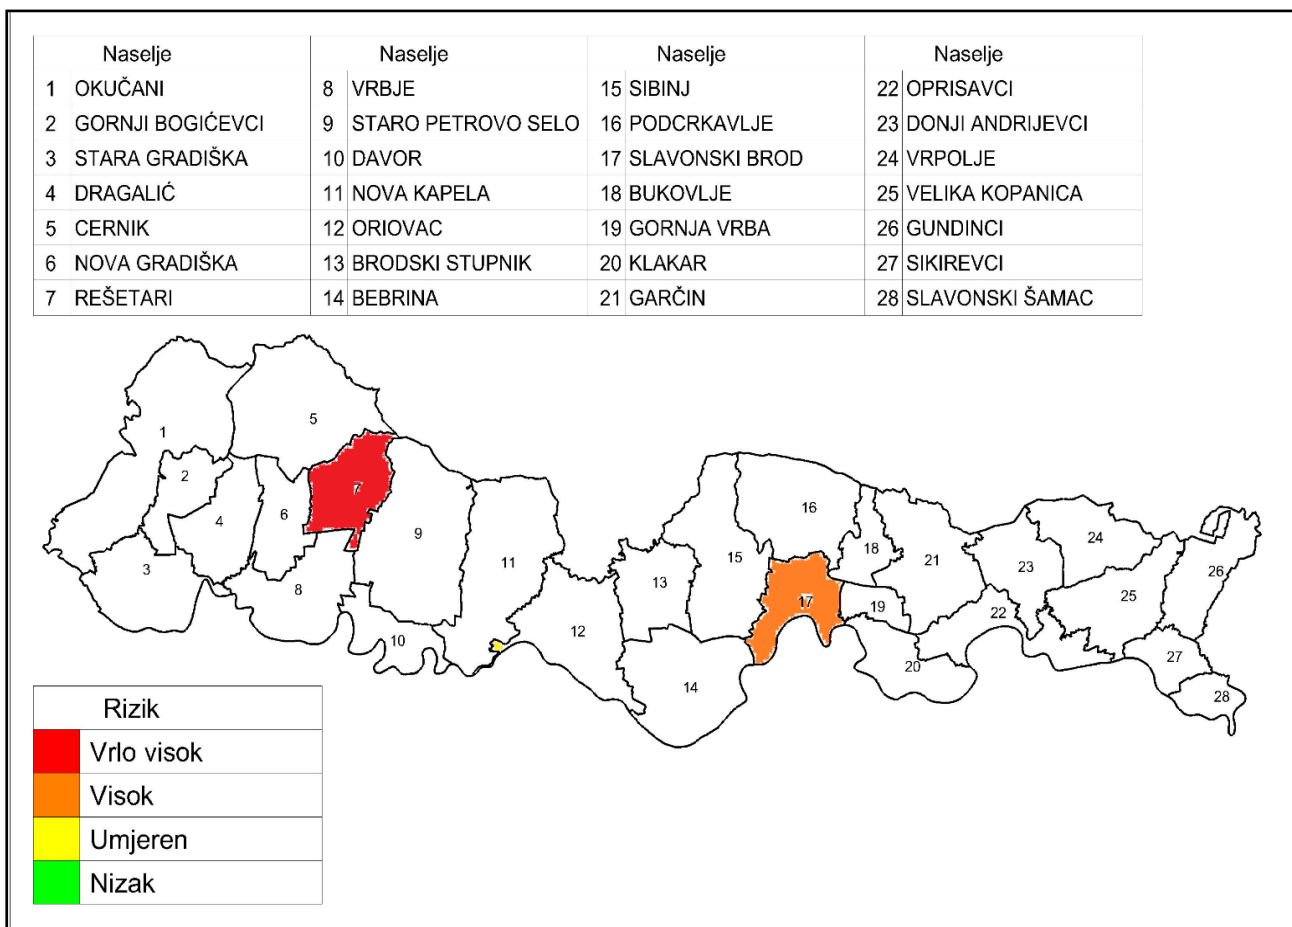 Naselje Naselje Naselje Naselje
1 OKUČANI 8 VRBJE 15 SIBINJ 22 OPRISAVCI
2 GORNJI BOGIĆEVCI 9 STARO PETROVO SELO 16 PODCRKAVLJE 23 DONJI ANDRIJEVCI
3 STARA GRADIŠKA 10 DAVOR 17 SLAVONSKI BROD 24 VRPOLJE
4 DRAGALIĆ 11 NOVA KAPELA 18 BUKOVLJE 25 VELIKA KOPANICA
5 CERNIK 12 ORIOVAC 19 GORNJA VRBA 26 GUNDINCI
6 NOVA GRADIŠKA 13 BRODSKI STUPNIK 20 KLAKAR 27 SIKIREVCI
7 REŠETARI 14 BEBRINA 21 GARČIN 28 SLAVONSKI ŠAMAC
5
1
2
7
16
6
4
9
24
18
15
11
21
23
3
26
13
8
25
17
19
22
12
10
27
20
14
28
Rizik
Vrlo visok
Visok
Umjeren
Nizak